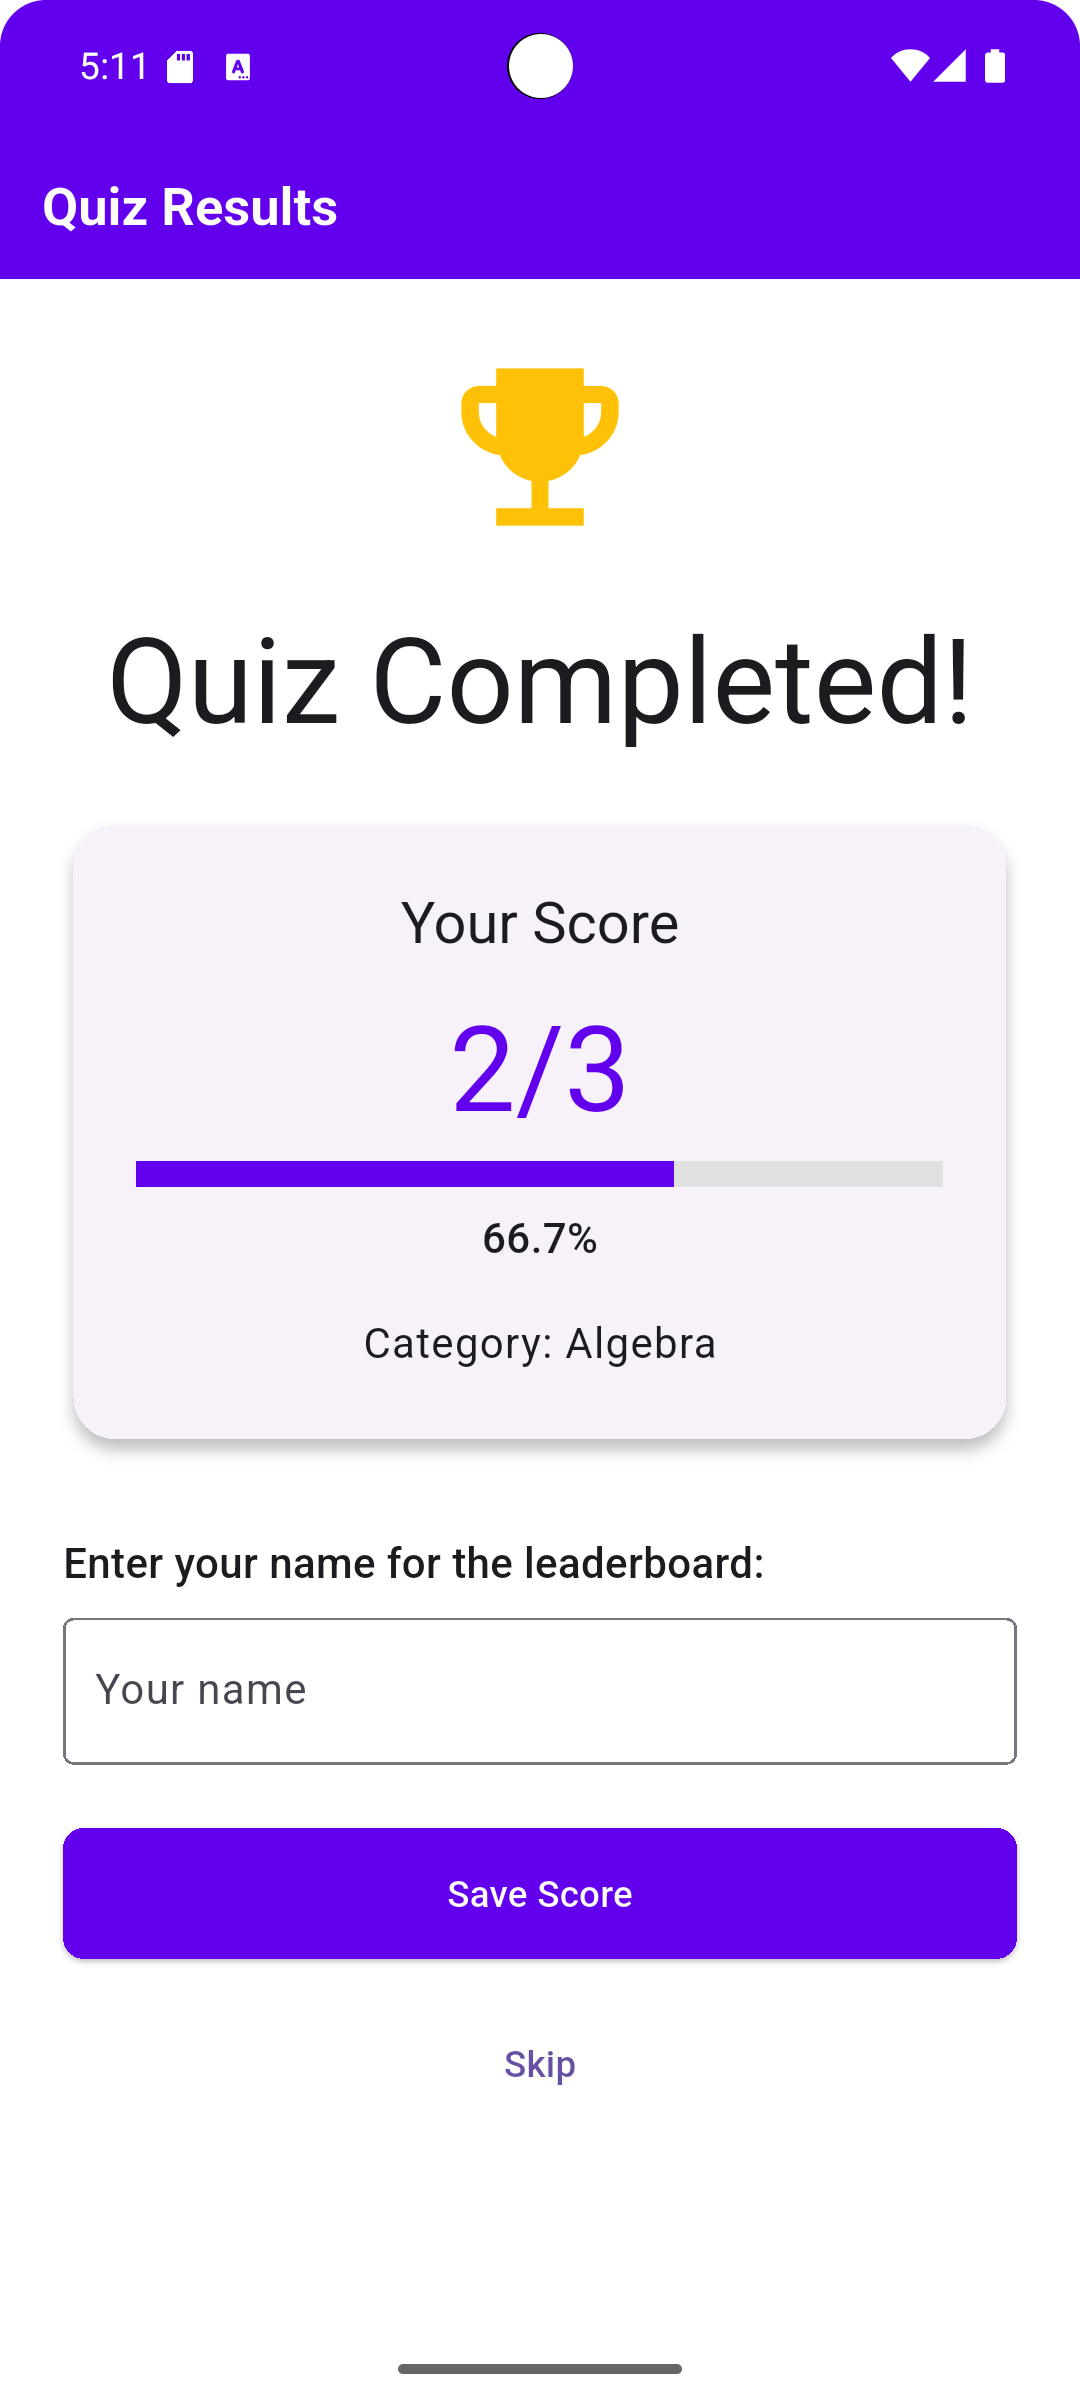 5:11
Quiz Results
Quiz Completed!
Your Score
2/3
66.7%
Category: Algebra
Enter your name for the leaderboard:
Your name
Save Score
Skip